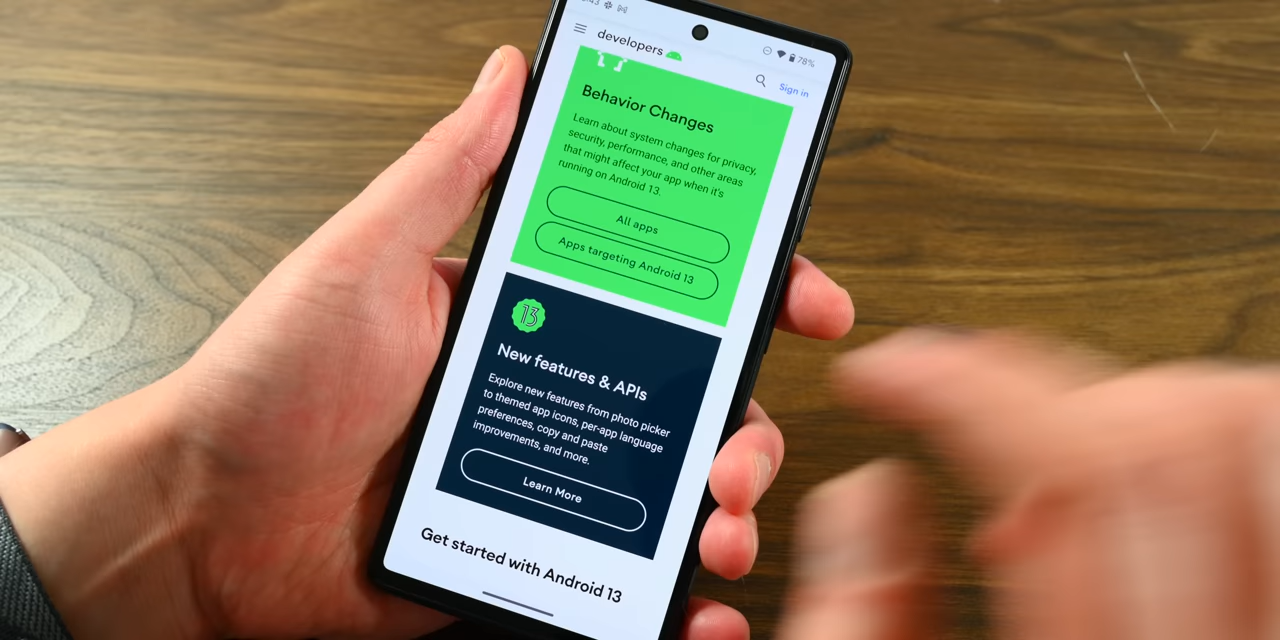 developers
78%
Sign in
Behavior Changes
Learn about system changes for privacy,
security, performance, and other areas
that might affect your app when it's
running on Android 13.
All apps
Apps targeting Android 13
13
New features & APIs
Explore new features from photo picker
to themed app icons, per-app language
preferences, copy and paste
improvements, and more.
Learn More
Get started with Android 13